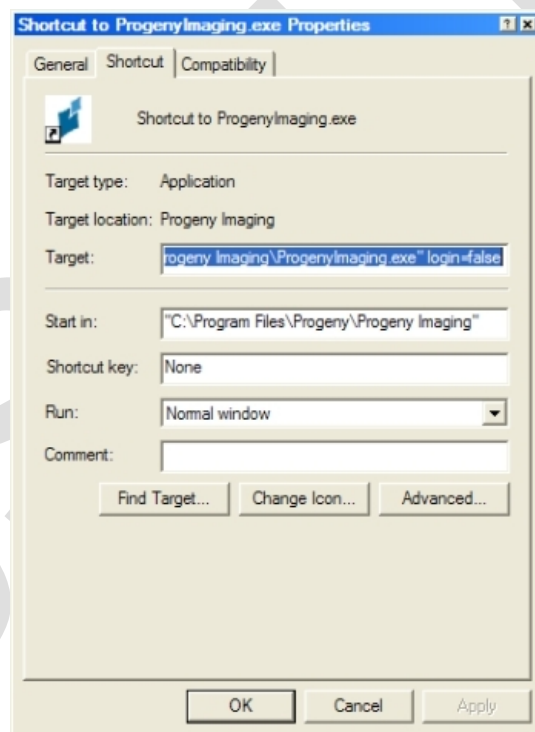 Shortcut to ProgenyImaging.exe Properties
General Shortcut Compatibility
Shortcut to ProgenyImaging.exe
Target type: Application
Target location: Progeny Imaging
Target: rogeny Imaging\ProgenyImaging.exe" login=false
Start in: "C:\Program Files\Progeny\Progeny Imaging"
Shortcut key: None
Run: Normal window
Comment:
Find Target... Change Icon... Advanced...
OK Cancel Apply